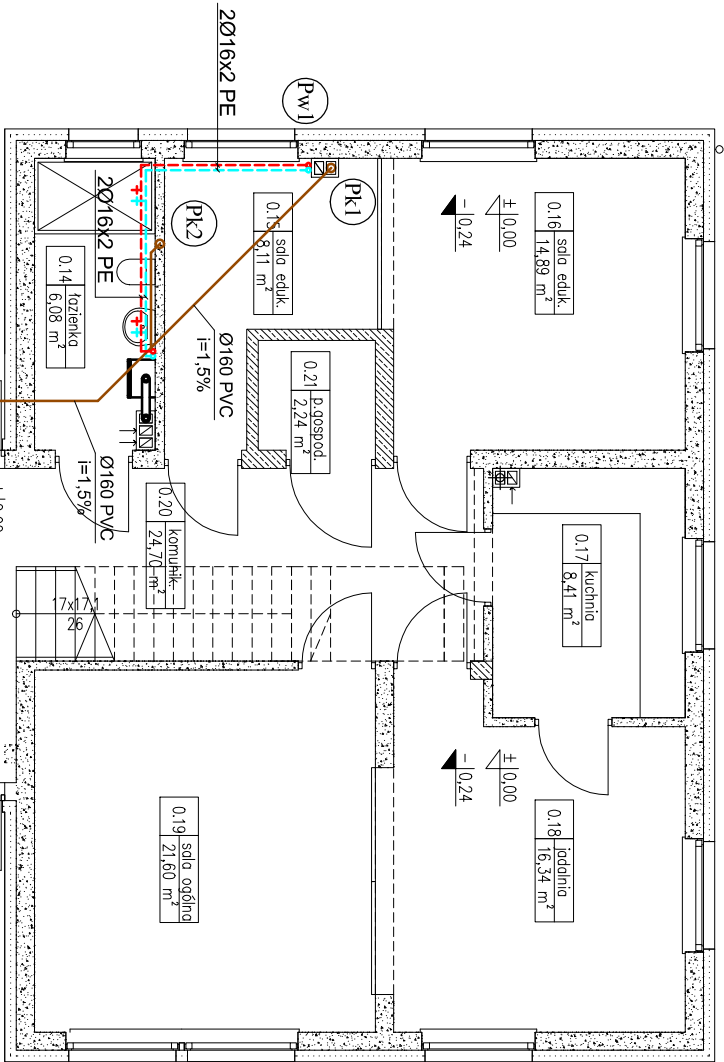 2Ø16x2 PE
Pw1
Pk1
Pk2
2Ø16x2 PE
0.14 łazienka
6,08 m²
0.15 sala eduk.
8,11 m²
0.16 sala eduk.
14,89 m²
± 0,00
- 0,24
Ø160 PVC
i=1,5%
0.21 p.gospod.
2,24 m²
Ø160 PVC
i=1,5%
0.20 komunik.
24,70 m²
0.17 kuchnia
8,41 m²
17x17,1
28
± 0,00
- 0,24
0.18 jadalnia
16,34 m²
0.19 sala ogólna
21,60 m²